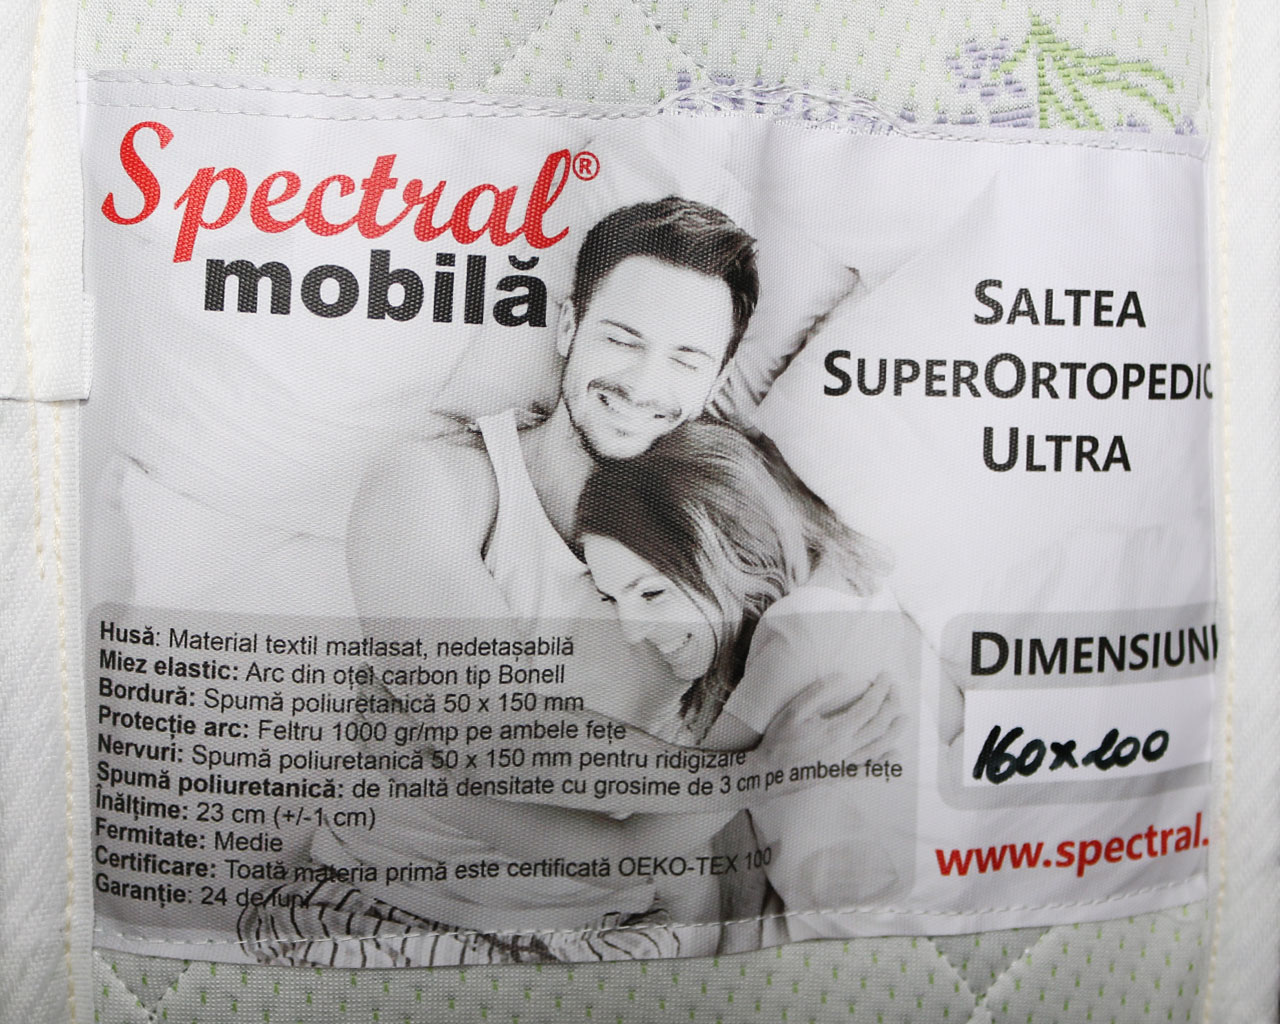 Spectral®
mobilă
SALTEA
SUPERORTOPEDIC
ULTRA
Husă: Material textil matlasat, nedetașabilă
Miez elastic: Arc din oțel carbon tip Bonell
Bordură: Spumă poliuretanică 50 x 150 mm
Protecție arc: Feltru 1000 gr/mp pe ambele fețe
Nervuri: Spumă poliuretanică 50 x 150 mm pentru ridigizare
Spumă poliuretanică: de înaltă densitate cu grosime de 3 cm pe ambele fețe
Înălțime: 23 cm (+/-1 cm)
Fermitate: Medie
Certificare: Toată materia primă este certificată OEKO-TEX 100
Garanție: 24 de luni
DIMENSIUNI
160x200
www.spectral.